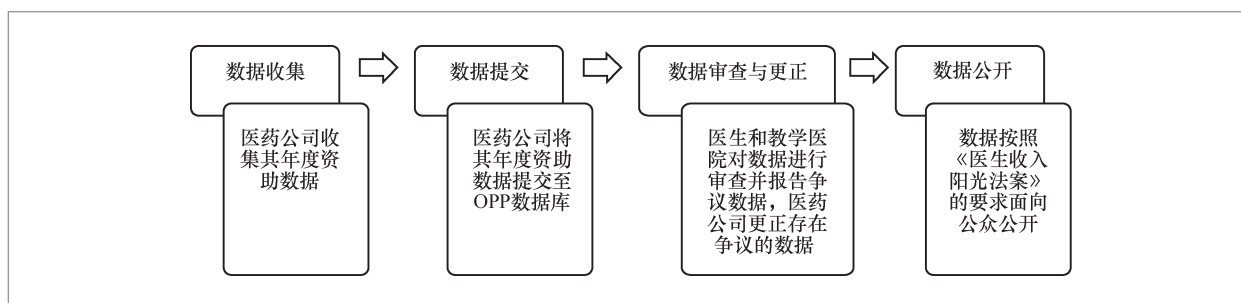 数据收集
医药公司收
集其年度资
助数据
数据提交
医药公司将
其年度资助
数据提交至
OPP数据库
数据审查与更正
医生和教学医
院对数据进行
审查并报告争
议数据，医药
公司更正存在
争议的数据
数据公开
数据按照
《医生收入
阳光法案》
的要求面向
公众公开